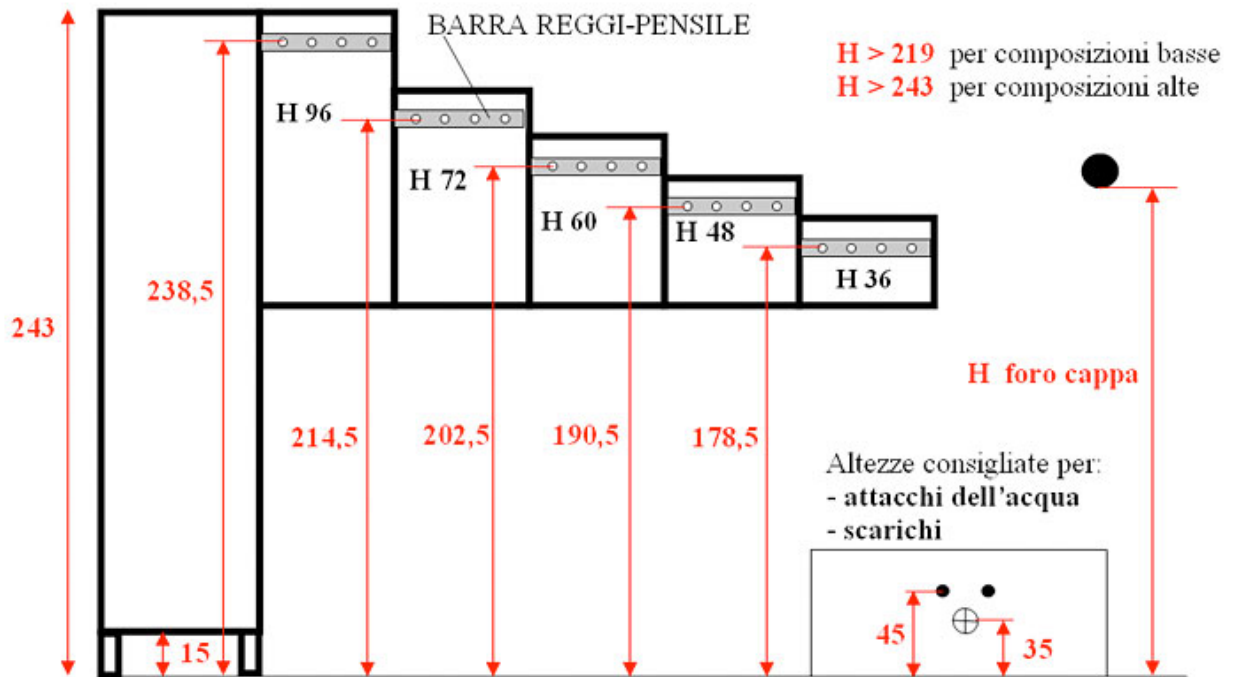 BARRA REGGI-PENSILE
H > 219 per composizioni basse
H > 243 per composizioni alte
H 96
H 72
H 60
H 48
H 36
238,5
243
H foro cappa
214,5
202,5
190,5
178,5
Altezze consigliate per:
- attacchi dell'acqua
- scarichi
15
45
35